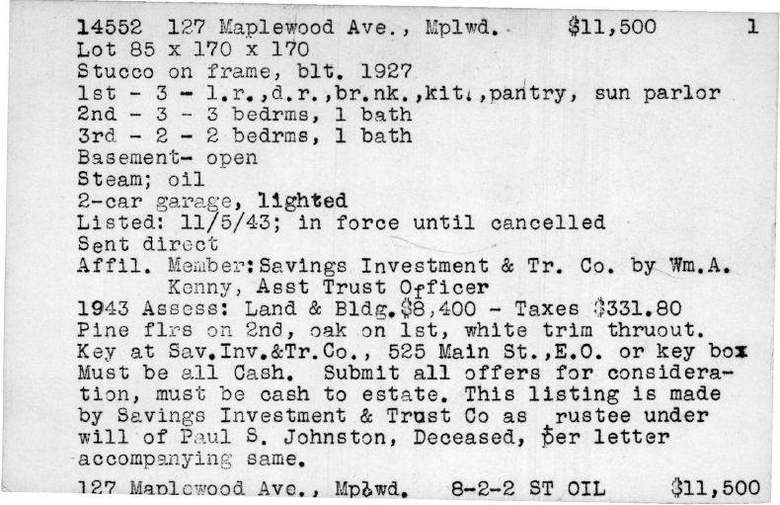 14552 127 Maplewood Ave., Mplwd. $11,500 1
Lot 85 x 170 x 170
Stucco on frame, blt. 1927
1st - 3 - l.r.,d.r.,br.nk.,kit.,pantry, sun parlor
2nd - 3 - 3 bedrms, 1 bath
3rd - 2 - 2 bedrms, 1 bath
Basement- open
Steam; oil
2-car garage, lighted
Listed: 11/5/43; in force until cancelled
Sent direct
Affil. Member:Savings Investment & Tr. Co. by Wm.A.
Kenny, Asst Trust Officer
1943 Assess: Land & Bldg.$8,400 - Taxes $331.80
Pine flrs on 2nd, oak on 1st, white trim thruout.
Key at Sav.Inv.&Tr.Co., 525 Main St.,E.O. or key box
Must be all Cash. Submit all offers for considera-
tion, must be cash to estate. This listing is made
by Savings Investment & Trust Co as trustee under
will of Paul S. Johnston, Deceased, per letter
accompanying same.
127 Maplewood Ave., Mplwd. 8-2-2 ST OIL $11,500